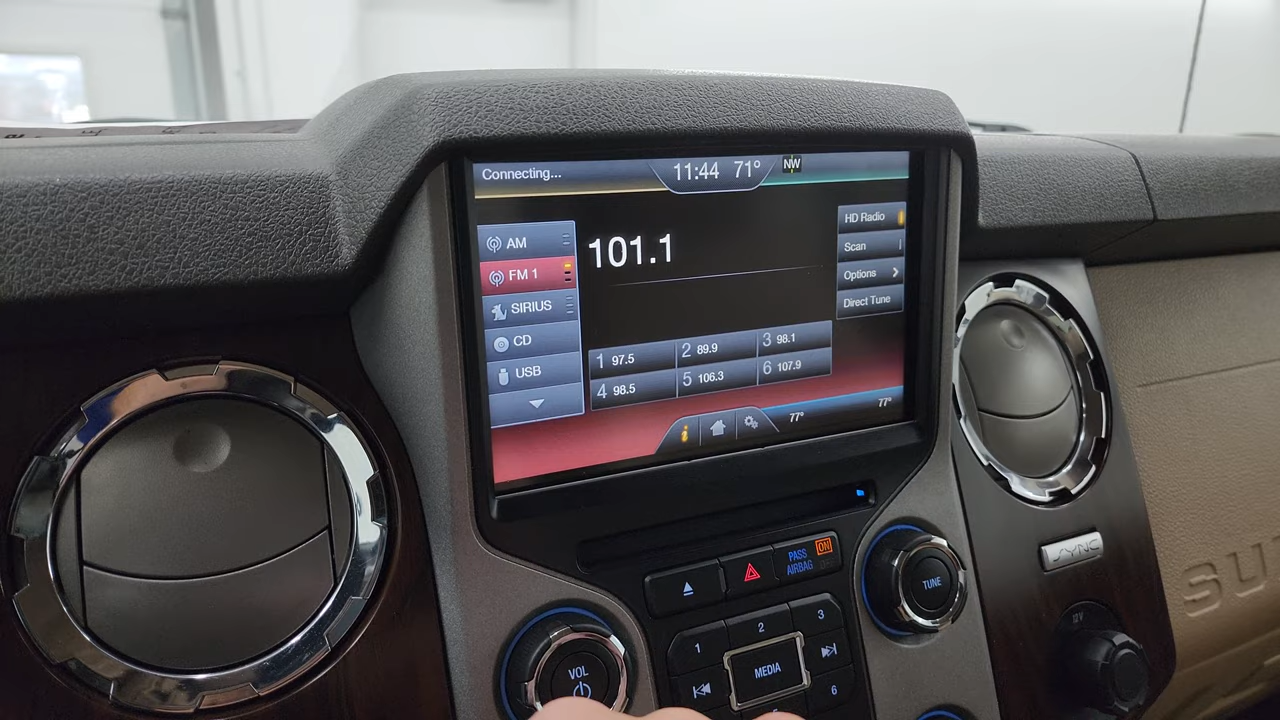 Connecting...
11:44 71° NW
AM
FM 1
SIRIUS
CD
USB
101.1
HD Radio
Scan
Options
Direct Tune
1 97.5 2 89.9 3 98.1
4 98.5 5 106.3 6 107.9
77° 77°
PASS AIRBAG ON
TUNE
SYNC
12V
VOL
1 2 3
MEDIA
6
SU